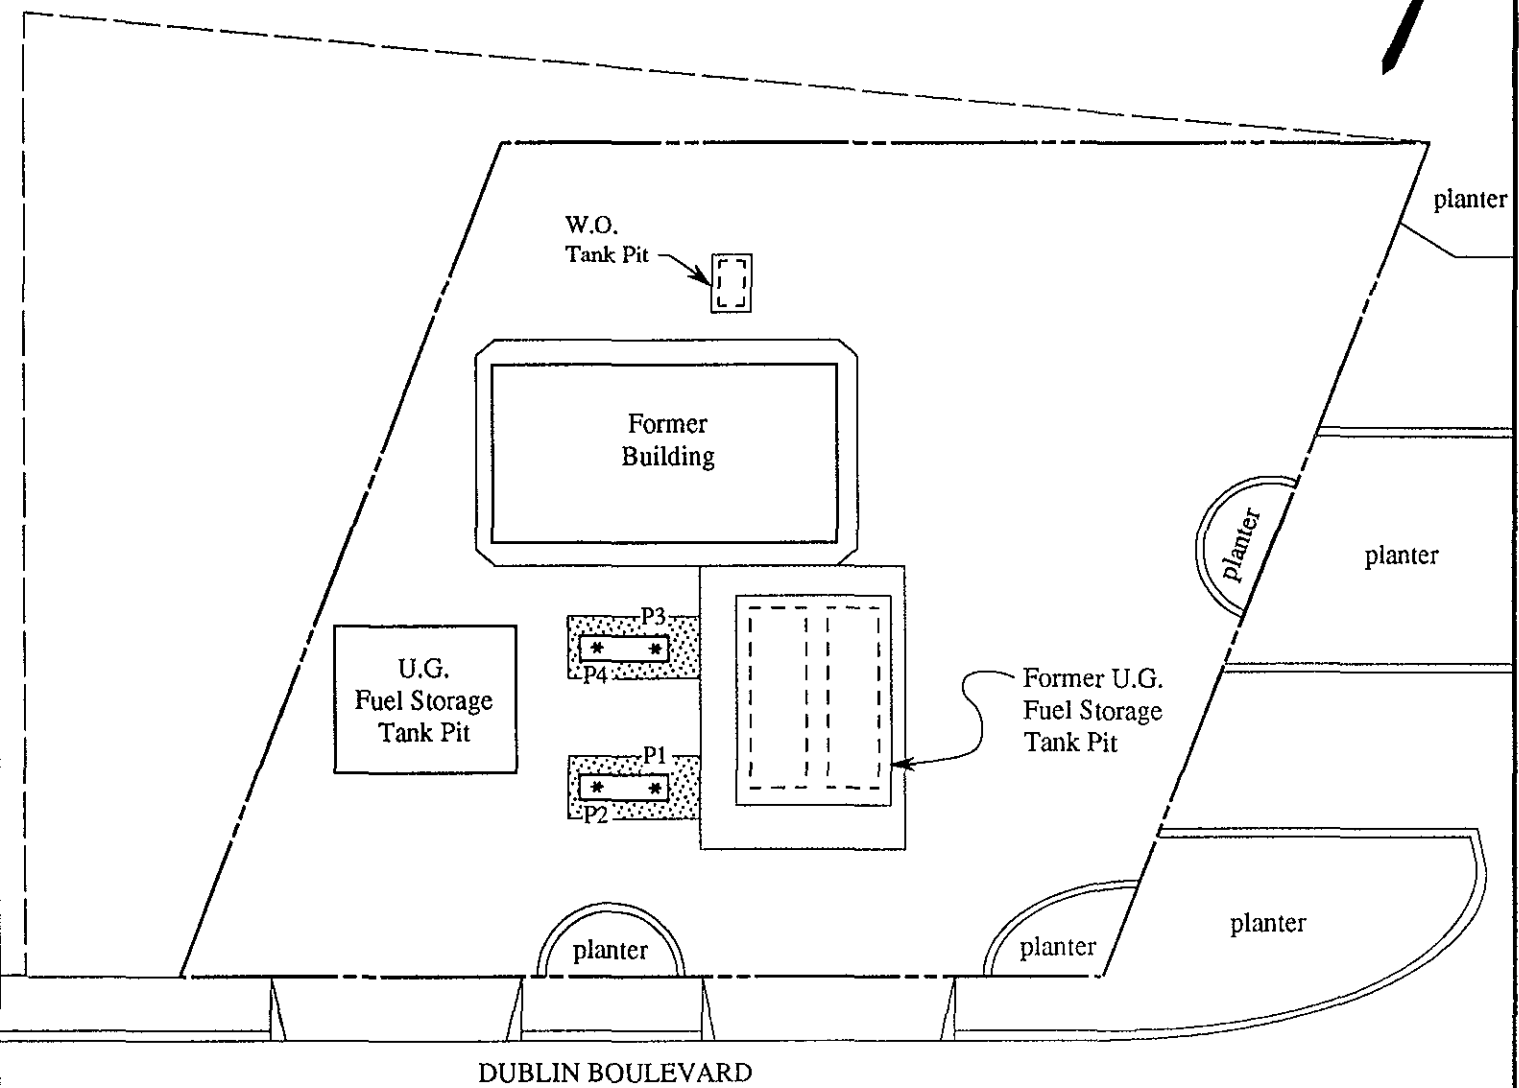 planter
W.O.
Tank Pit
Former
Building
planter
planter
P3
P4
U.G.
Fuel Storage
Tank Pit
Former U.G.
Fuel Storage
Tank Pit
P1
P2
planter
planter
planter
DUBLIN BOULEVARD